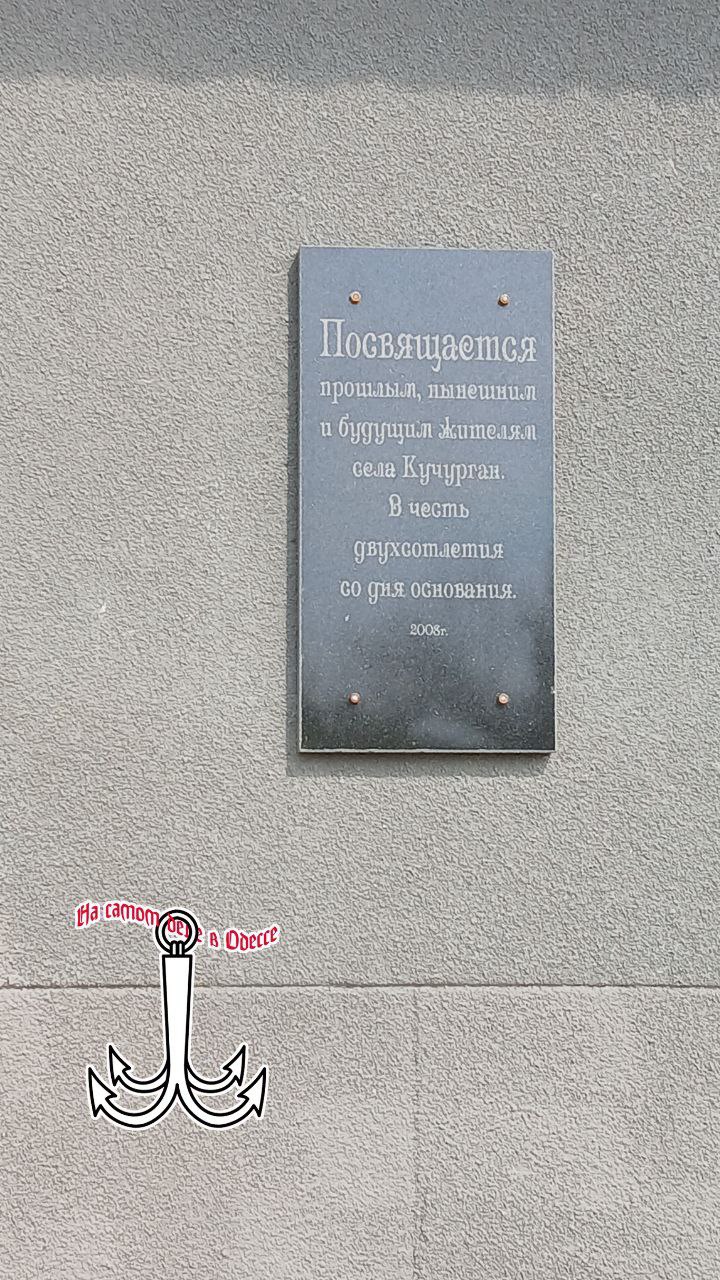 Посвящается
прошлым, нынешним
и будущим жителям
села Кучурган.
В честь
двухсотлетия
со дня основания.
2008г.
На самом деле в Одессе